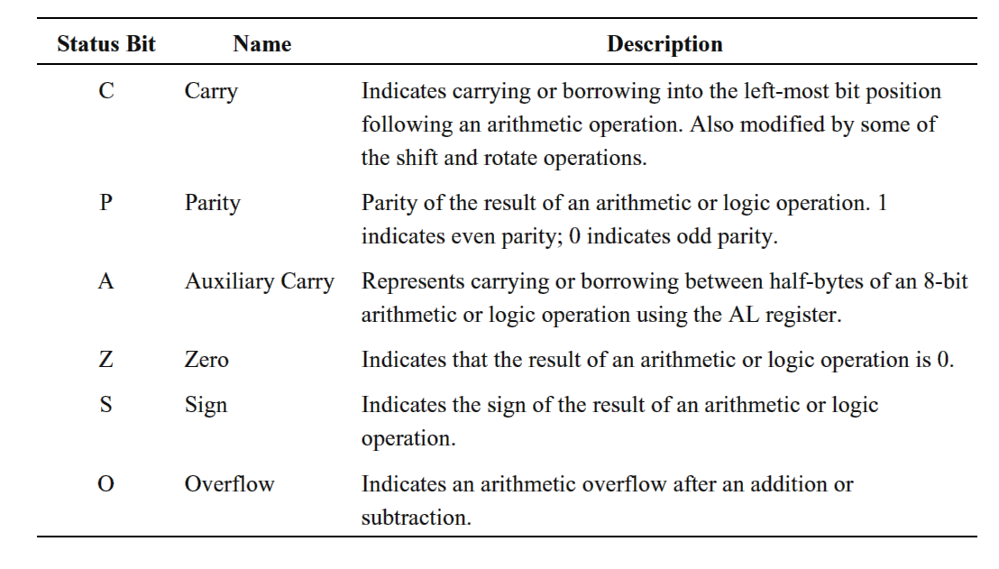 Status Bit Name Description
C Carry Indicates carrying or borrowing into the left-most bit position
following an arithmetic operation. Also modified by some of
the shift and rotate operations.
P Parity Parity of the result of an arithmetic or logic operation. 1
indicates even parity; 0 indicates odd parity.
A Auxiliary Carry Represents carrying or borrowing between half-bytes of an 8-bit
arithmetic or logic operation using the AL register.
Z Zero Indicates that the result of an arithmetic or logic operation is 0.
S Sign Indicates the sign of the result of an arithmetic or logic
operation.
O Overflow Indicates an arithmetic overflow after an addition or
subtraction.